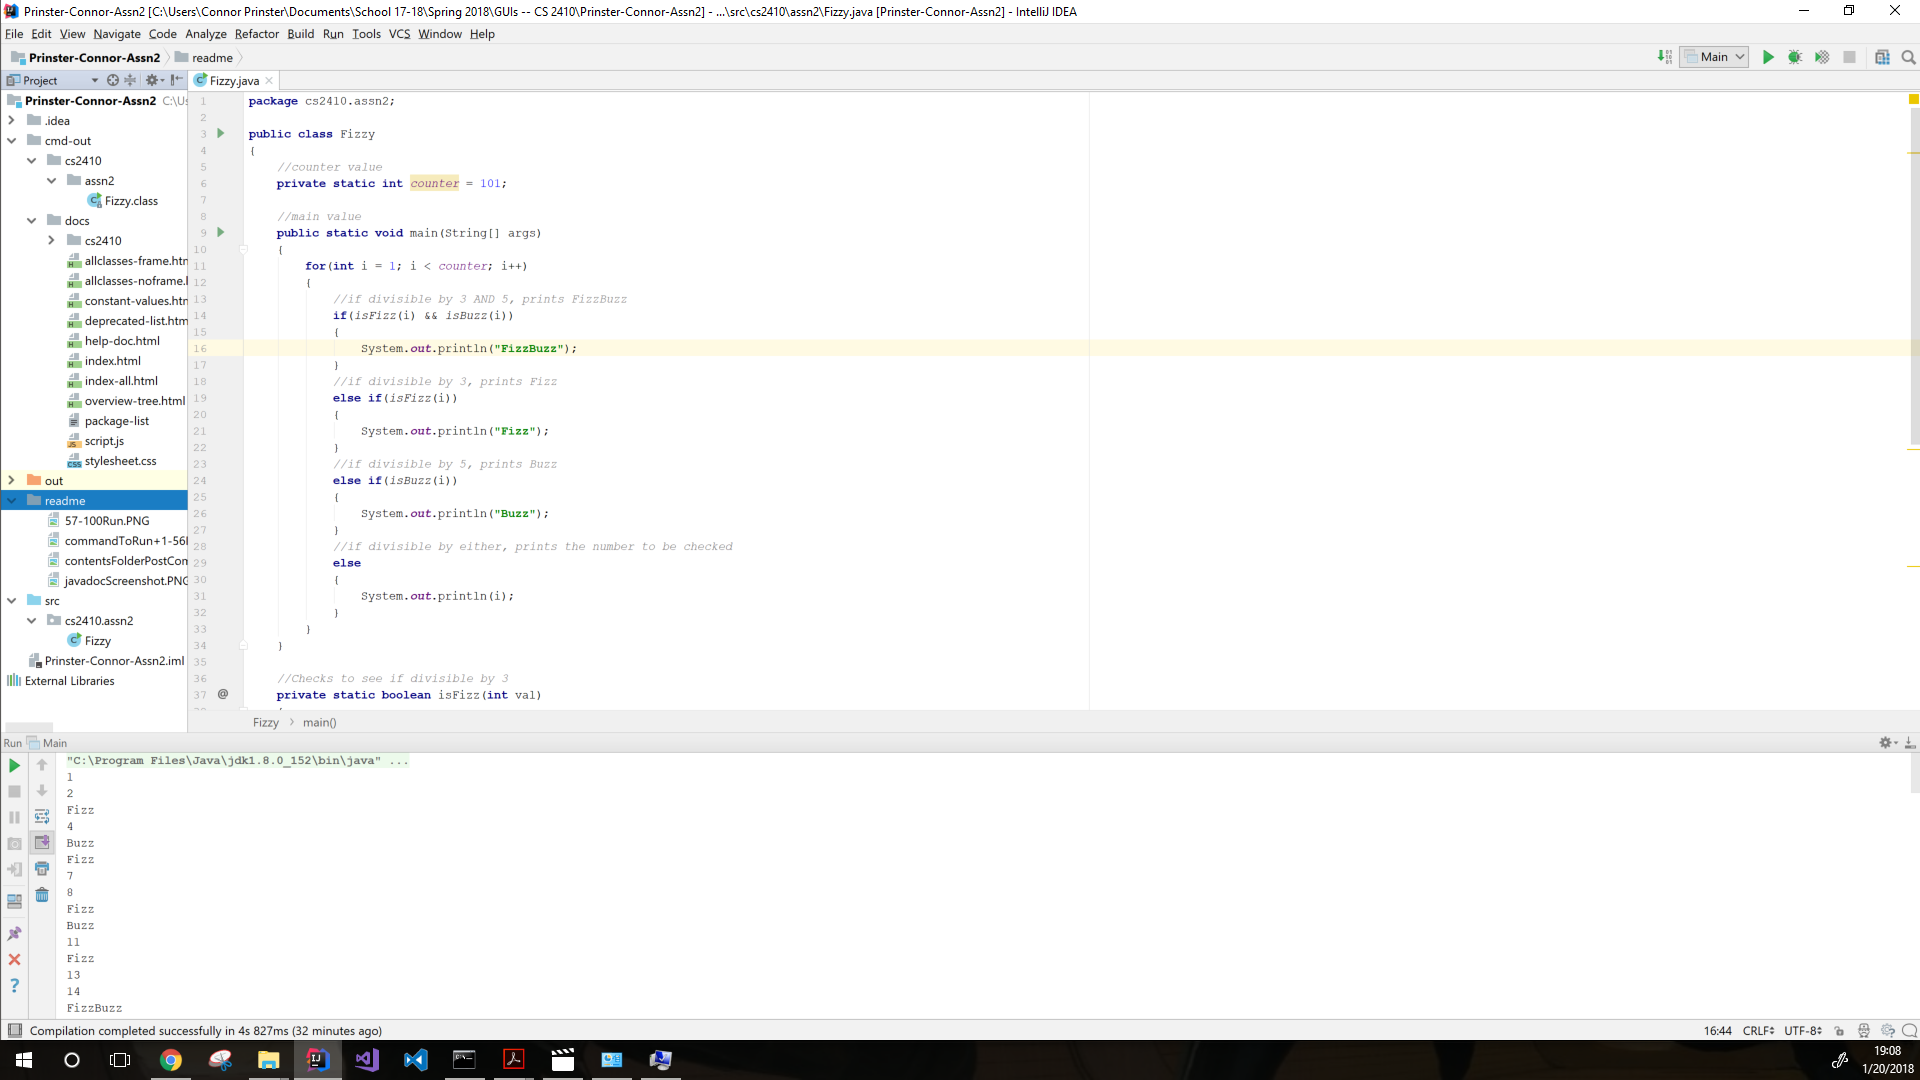 Prinster-Connor-Assn2 [C:\Users\Connor Prinster\Documents\School 17-18\Spring 2018\GUIs -- CS 2410\Prinster-Connor-Assn2] - ...\src\cs2410\assn2\Fizzy.java [Prinster-Connor-Assn2] - IntelliJ IDEA
File Edit View Navigate Code Analyze Refactor Build Run Tools VCS Window Help
Prinster-Connor-Assn2 readme Main
Project
Fizzy.java
Prinster-Connor-Assn2 C:\Us
.idea
cmd-out
cs2410
assn2
Fizzy.class
docs
cs2410
allclasses-frame.htm
allclasses-noframe.
constant-values.htm
deprecated-list.htm
help-doc.html
index.html
index-all.html
overview-tree.html
package-list
script.js
stylesheet.css
out
readme
57-100Run.PNG
commandToRun+1-56
contentsFolderPostCom
javadocScreenshot.PNG
src
cs2410.assn2
Fizzy
Prinster-Connor-Assn2.iml
External Libraries
1 package cs2410.assn2;
2
3 public class Fizzy
4 {
5 //counter value
6 private static int counter = 101;
7
8 //main value
9 public static void main(String[] args)
10 {
11 for(int i = 1; i < counter; i++)
12 {
13 //if divisible by 3 AND 5, prints FizzBuzz
14 if(isFizz(i) && isBuzz(i))
15 {
16 System.out.println("FizzBuzz");
17 }
18 //if divisible by 3, prints Fizz
19 else if(isFizz(i))
20 {
21 System.out.println("Fizz");
22 }
23 //if divisible by 5, prints Buzz
24 else if(isBuzz(i))
25 {
26 System.out.println("Buzz");
27 }
28 //if divisible by either, prints the number to be checked
29 else
30 {
31 System.out.println(i);
32 }
33 }
34 }
35
36 //Checks to see if divisible by 3
37 @ private static boolean isFizz(int val)
Fizzy main()
Run Main
"C:\Program Files\Java\jdk1.8.0_152\bin\java" ...
1
2
Fizz
4
Buzz
Fizz
7
8
Fizz
Buzz
11
Fizz
13
14
FizzBuzz
Compilation completed successfully in 4s 827ms (32 minutes ago)
16:44 CRLF UTF-8
19:08
1/20/2018